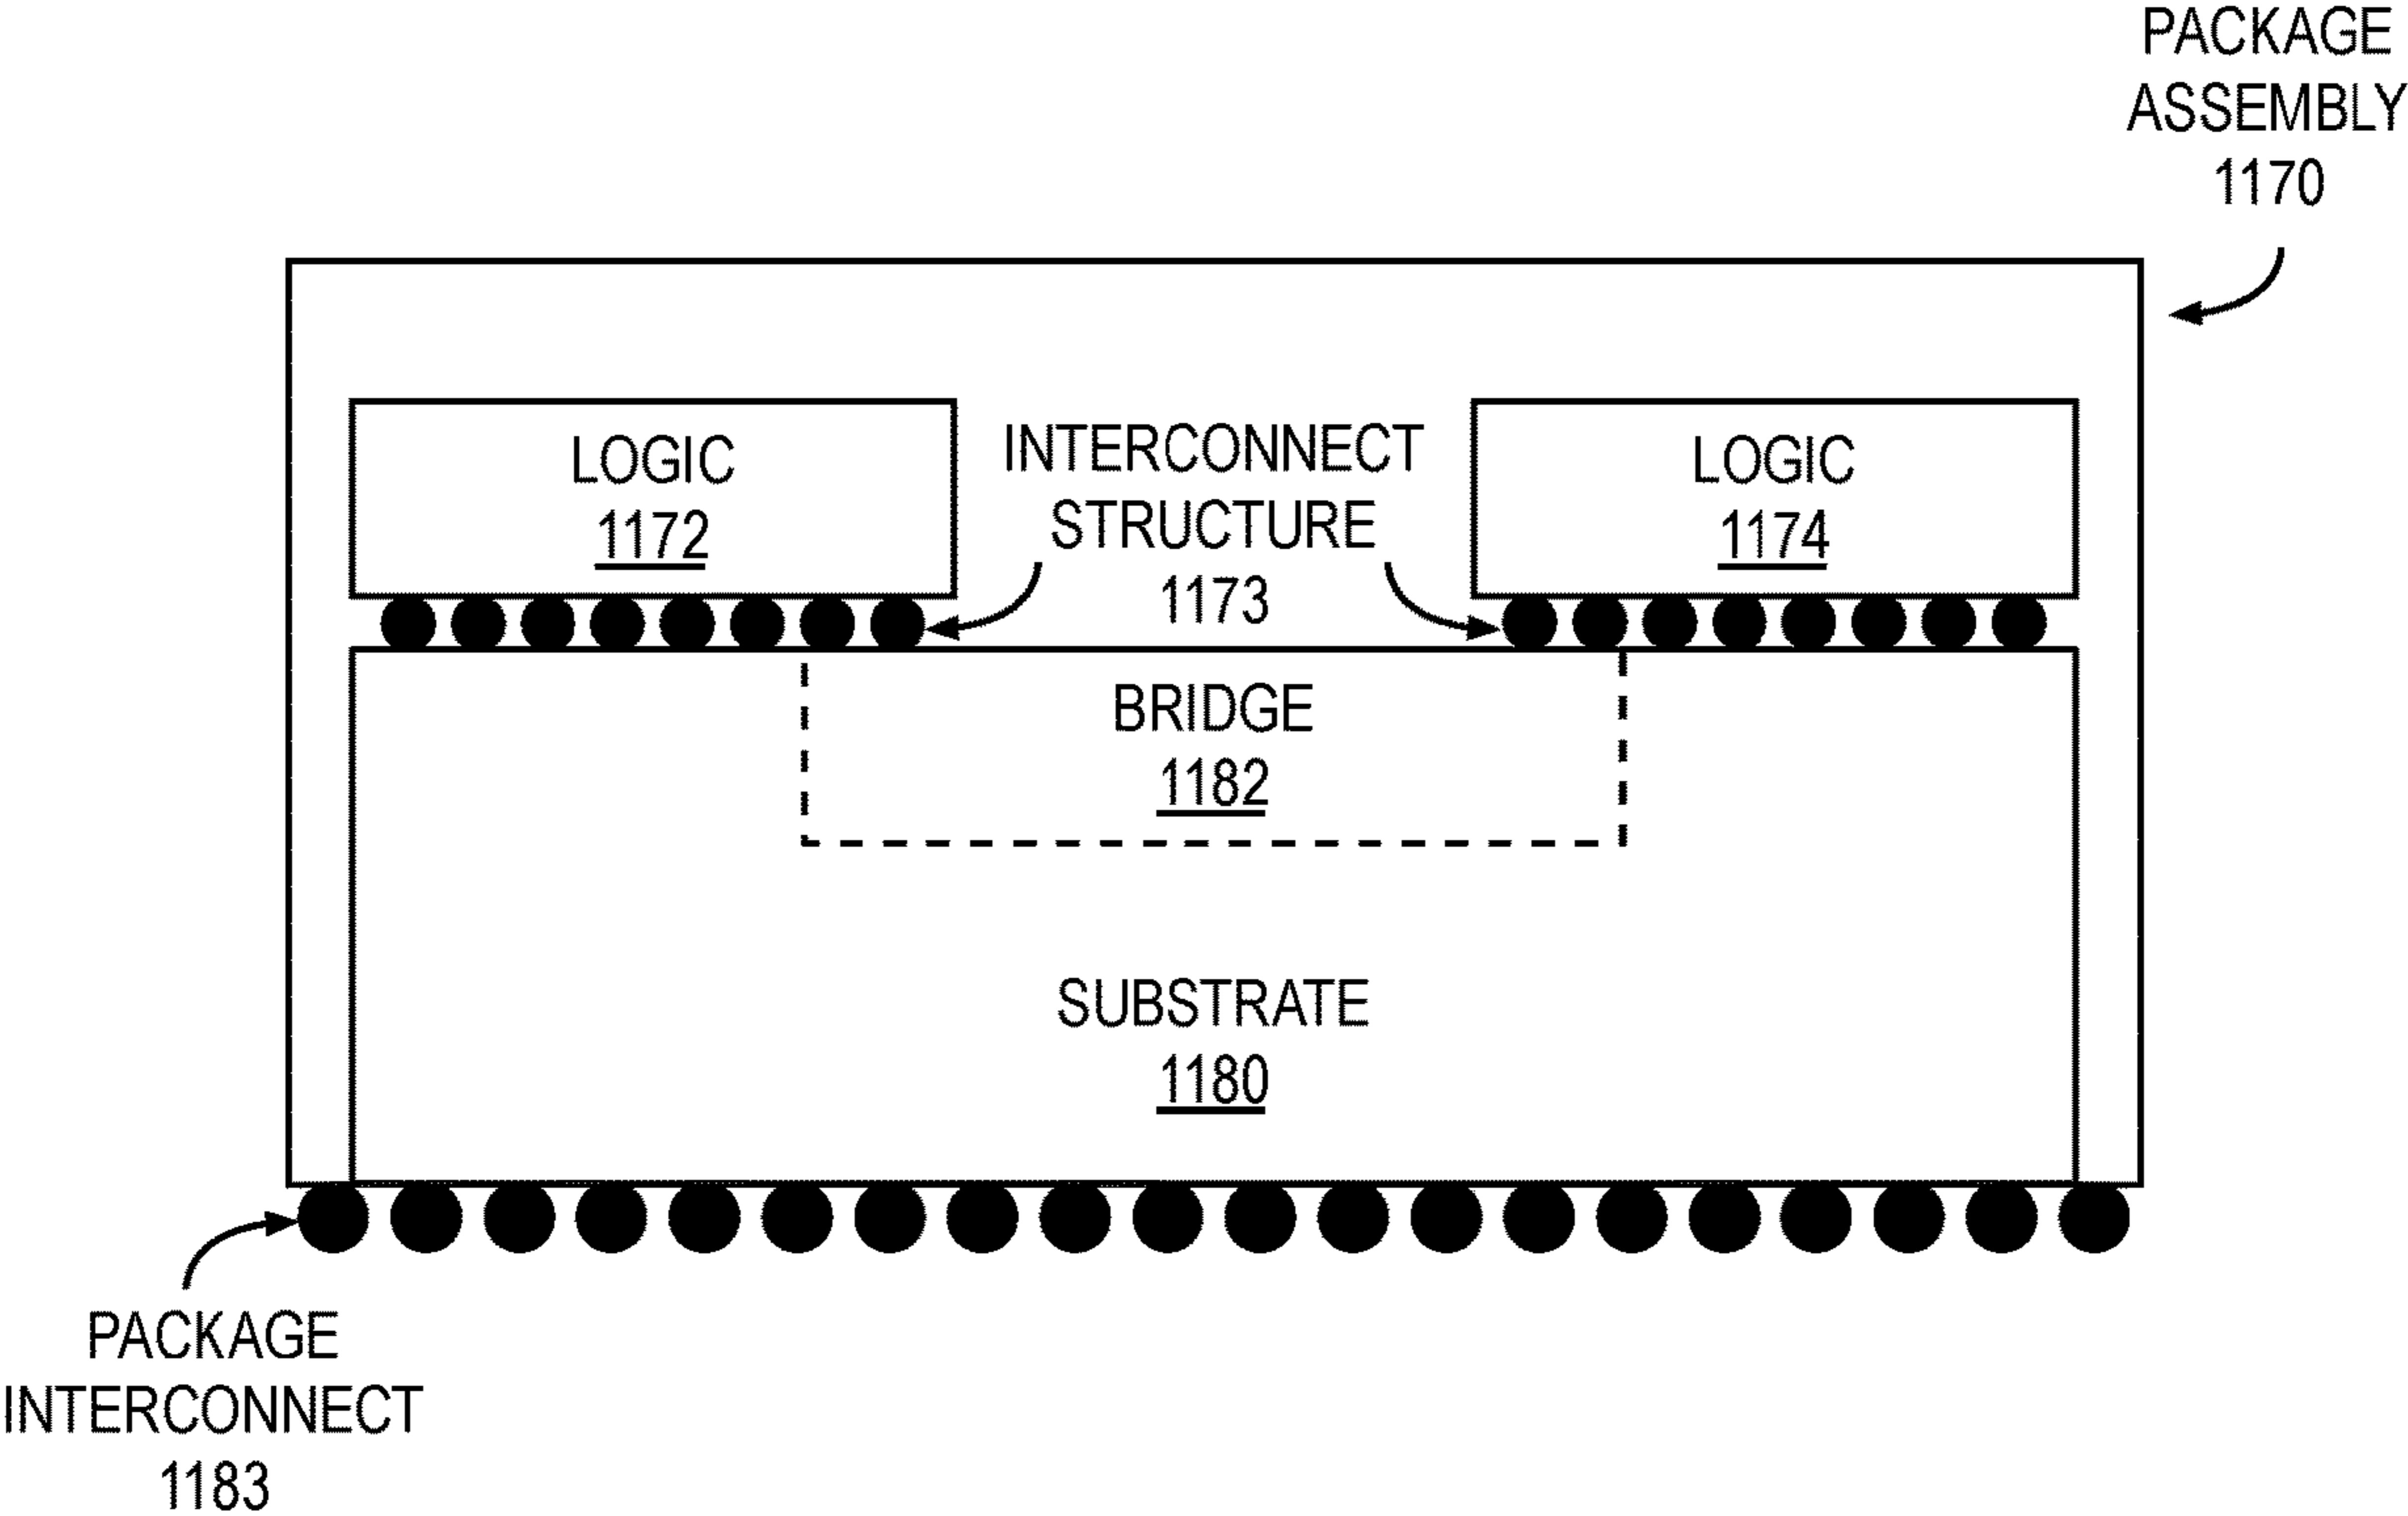 PACKAGE
ASSEMBLY
1170
LOGIC
1172
INTERCONNECT
STRUCTURE
1173
LOGIC
1174
BRIDGE
1182
SUBSTRATE
1180
PACKAGE
INTERCONNECT
1183